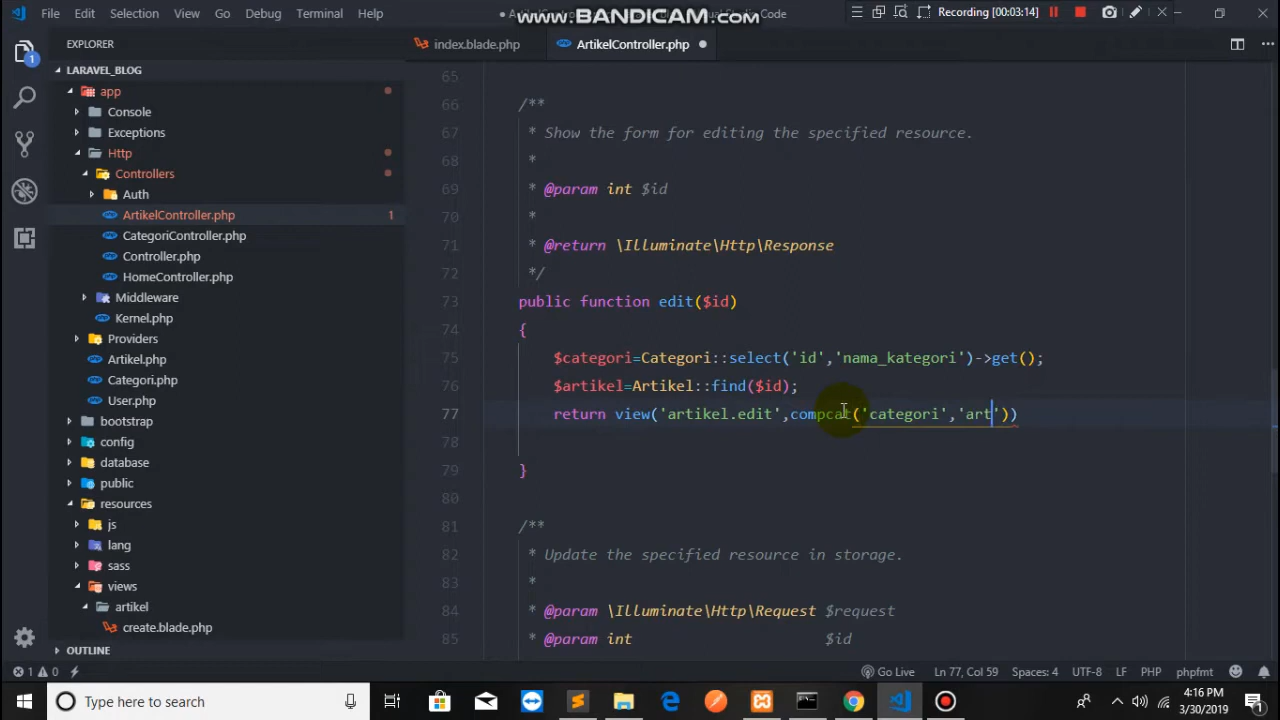 File Edit Selection View Go Debug Terminal Help
www.BANDICAM.com
Recording [00:03:14]
EXPLORER
index.blade.php
ArtikelController.php
LARAVEL_BLOG
app
Console
Exceptions
Http
Controllers
Auth
ArtikelController.php 1
CategoriController.php
Controller.php
HomeController.php
Middleware
Kernel.php
Providers
Artikel.php
Categori.php
User.php
bootstrap
config
database
public
resources
js
lang
sass
views
artikel
create.blade.php
OUTLINE
65
66 /**
67 * Show the form for editing the specified resource.
68 *
69 * @param int $id
70 *
71 * @return \Illuminate\Http\Response
72 */
73 public function edit($id)
74 {
75 $categori=Categori::select('id','nama_kategori')->get();
76 $artikel=Artikel::find($id);
77 return view('artikel.edit',compcat('categori','art'))
78
79 }
80
81 /**
82 * Update the specified resource in storage.
83 *
84 * @param \Illuminate\Http\Request $request
85 * @param int $id
1 0
Go Live Ln 77, Col 59 Spaces: 4 UTF-8 LF PHP phpfmt 1
Type here to search
4:16 PM
3/30/2019